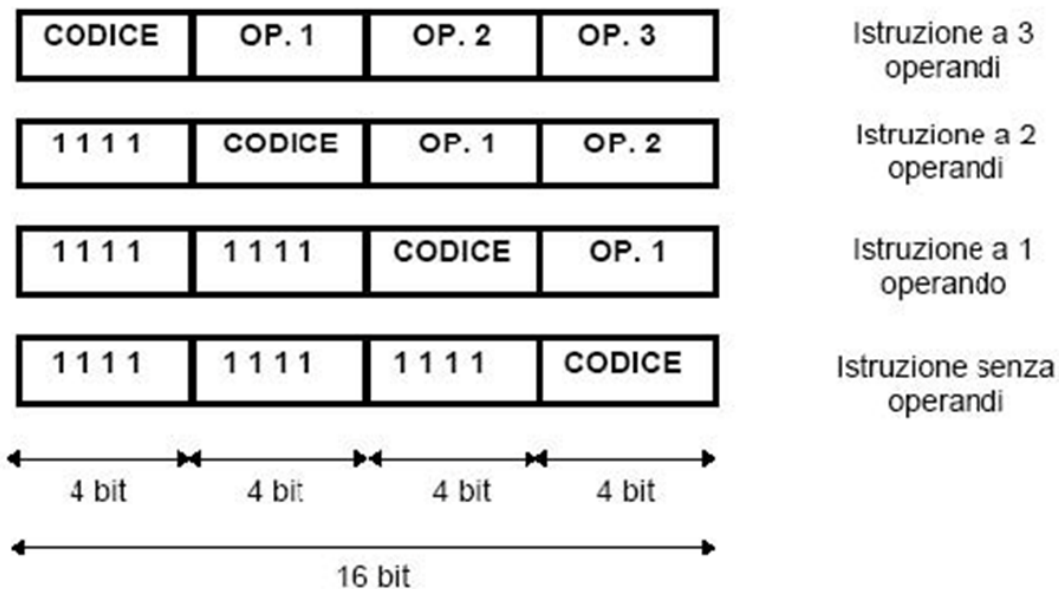 CODICE OP. 1 OP. 2 OP. 3 Istruzione a 3
operandi
1 1 1 1 CODICE OP. 1 OP. 2 Istruzione a 2
operandi
1 1 1 1 1 1 1 1 CODICE OP. 1 Istruzione a 1
operando
1 1 1 1 1 1 1 1 1 1 1 1 CODICE Istruzione senza
operandi
4 bit 4 bit 4 bit 4 bit
16 bit